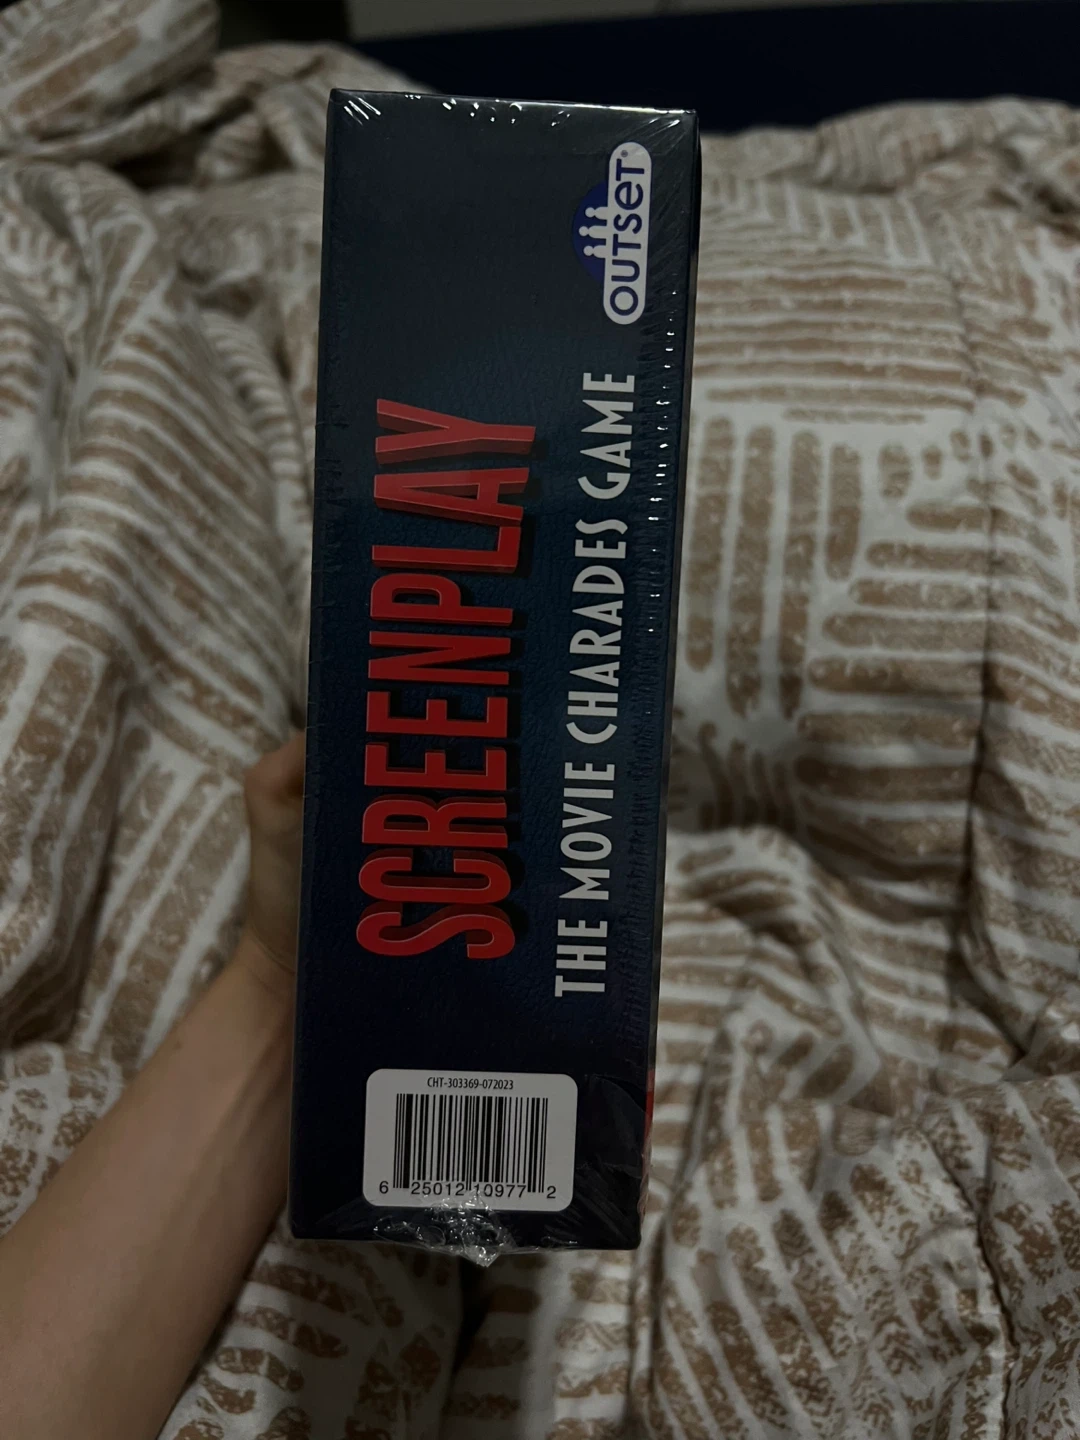 OUTSET
SCREENPLAY
THE MOVIE CHARADES GAME
CHT-303369-072023
6 25012 10977 2